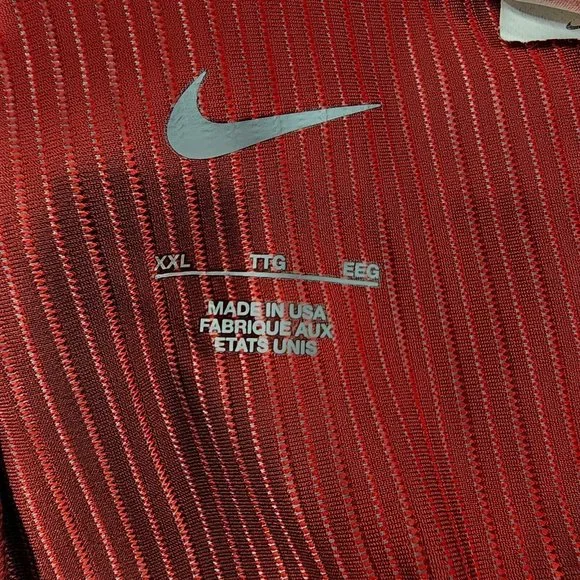 XXL TTG EEG
MADE IN USA
FABRIQUE AUX
ETATS UNIS